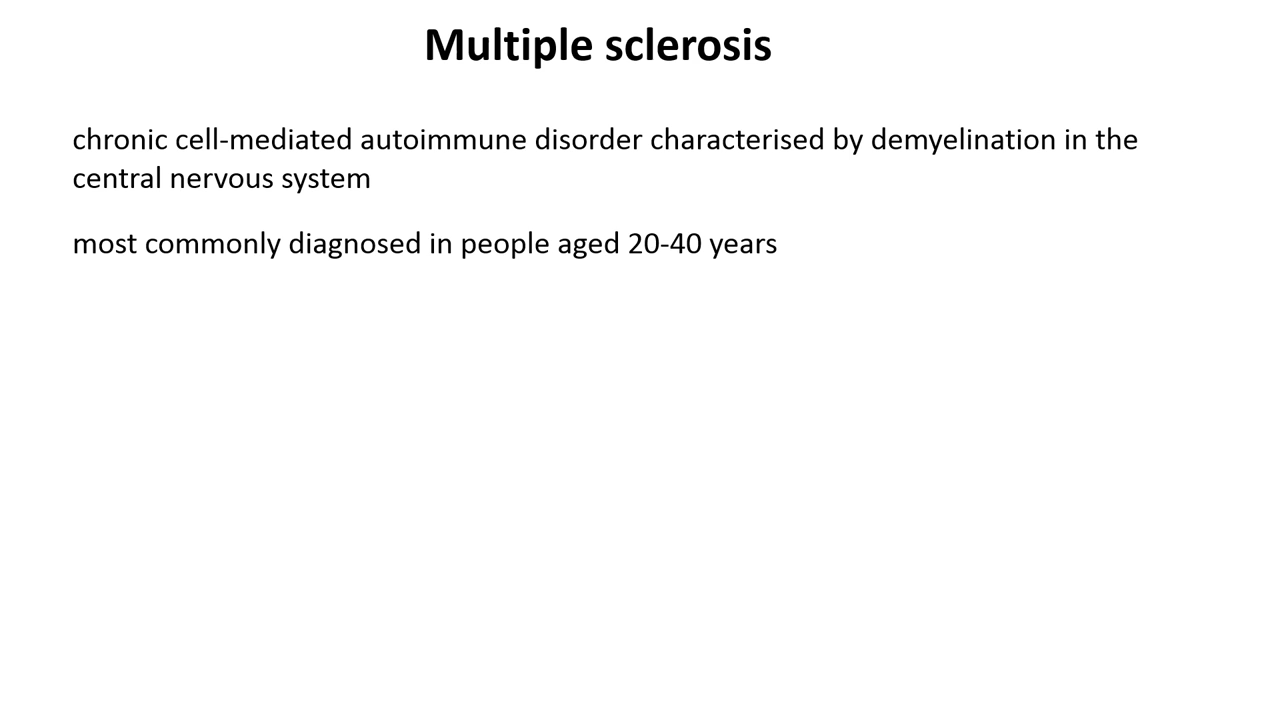 Multiple sclerosis
chronic cell-mediated autoimmune disorder characterised by demyelination in the
central nervous system
most commonly diagnosed in people aged 20-40 years